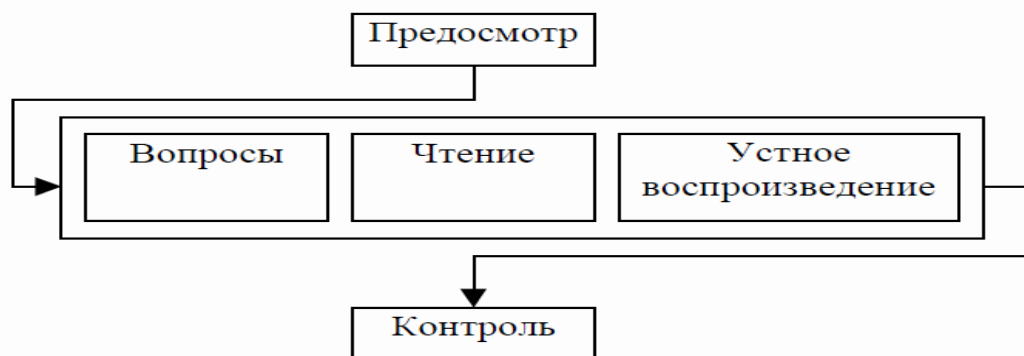 Предосмотр
Вопросы
Чтение
Устное
воспроизведение
Контроль